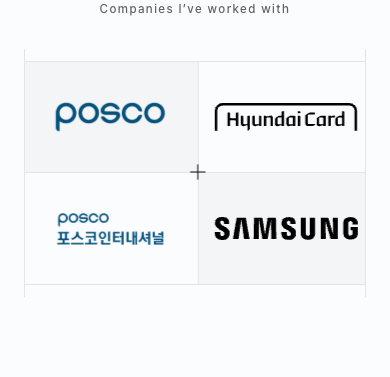 Companies I’ve worked with
posco
Hyundai Card
posco
포스코인터내셔널
SAMSUNG